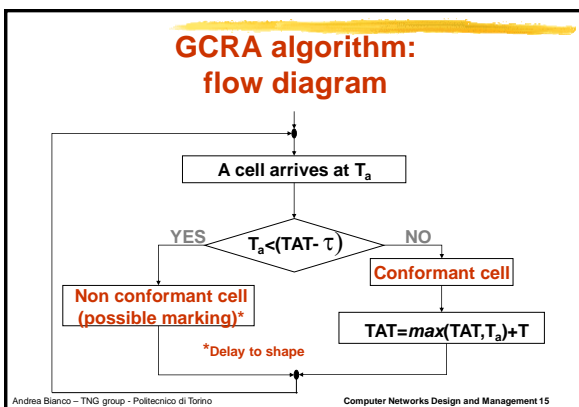 GCRA algorithm:
flow diagram
A cell arrives at Ta
YES
Ta<(TAT- τ)
NO
Conformant cell
Non conformant cell
(possible marking)*
TAT=max(TAT,Ta)+T
*Delay to shape
Andrea Bianco – TNG group - Politecnico di Torino
Computer Networks Design and Management 15